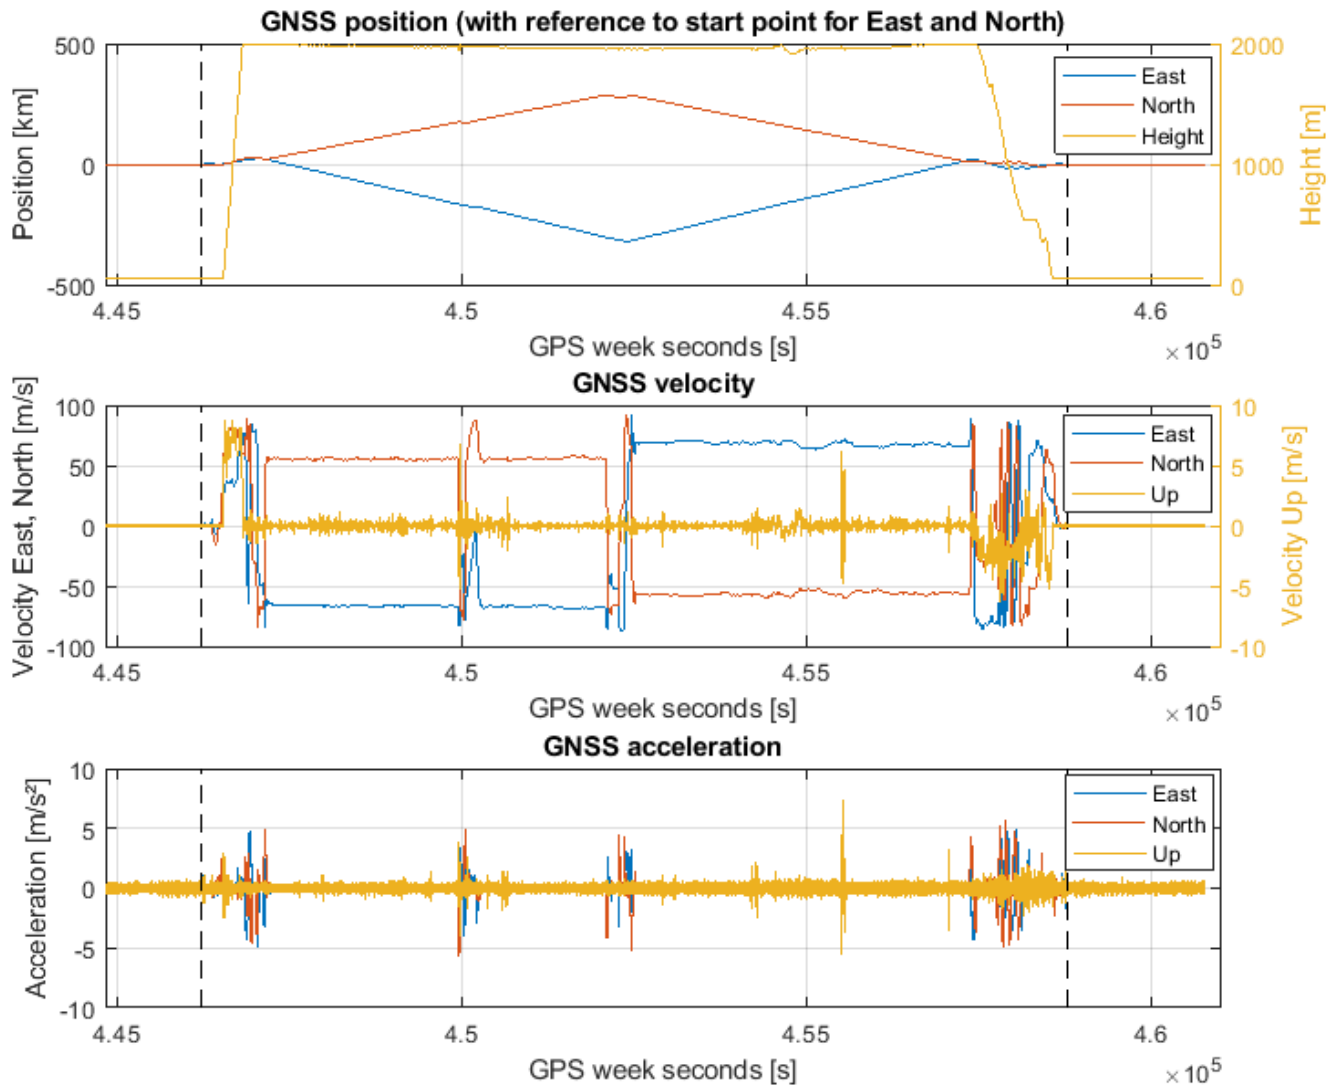 GNSS position (with reference to start point for East and North)
500
0
-500
Position [km]
2000
1000
0
Height [m]
East
North
Height
4.45
4.5
4.55
4.6
×10⁵
GPS week seconds [s]
GNSS velocity
100
50
0
-50
-100
Velocity East, North [m/s]
10
5
0
-5
-10
Velocity Up [m/s]
East
North
Up
4.45
4.5
4.55
4.6
×10⁵
GPS week seconds [s]
GNSS acceleration
10
5
0
-5
-10
Acceleration [m/s²]
East
North
Up
4.45
4.5
4.55
4.6
×10⁵
GPS week seconds [s]